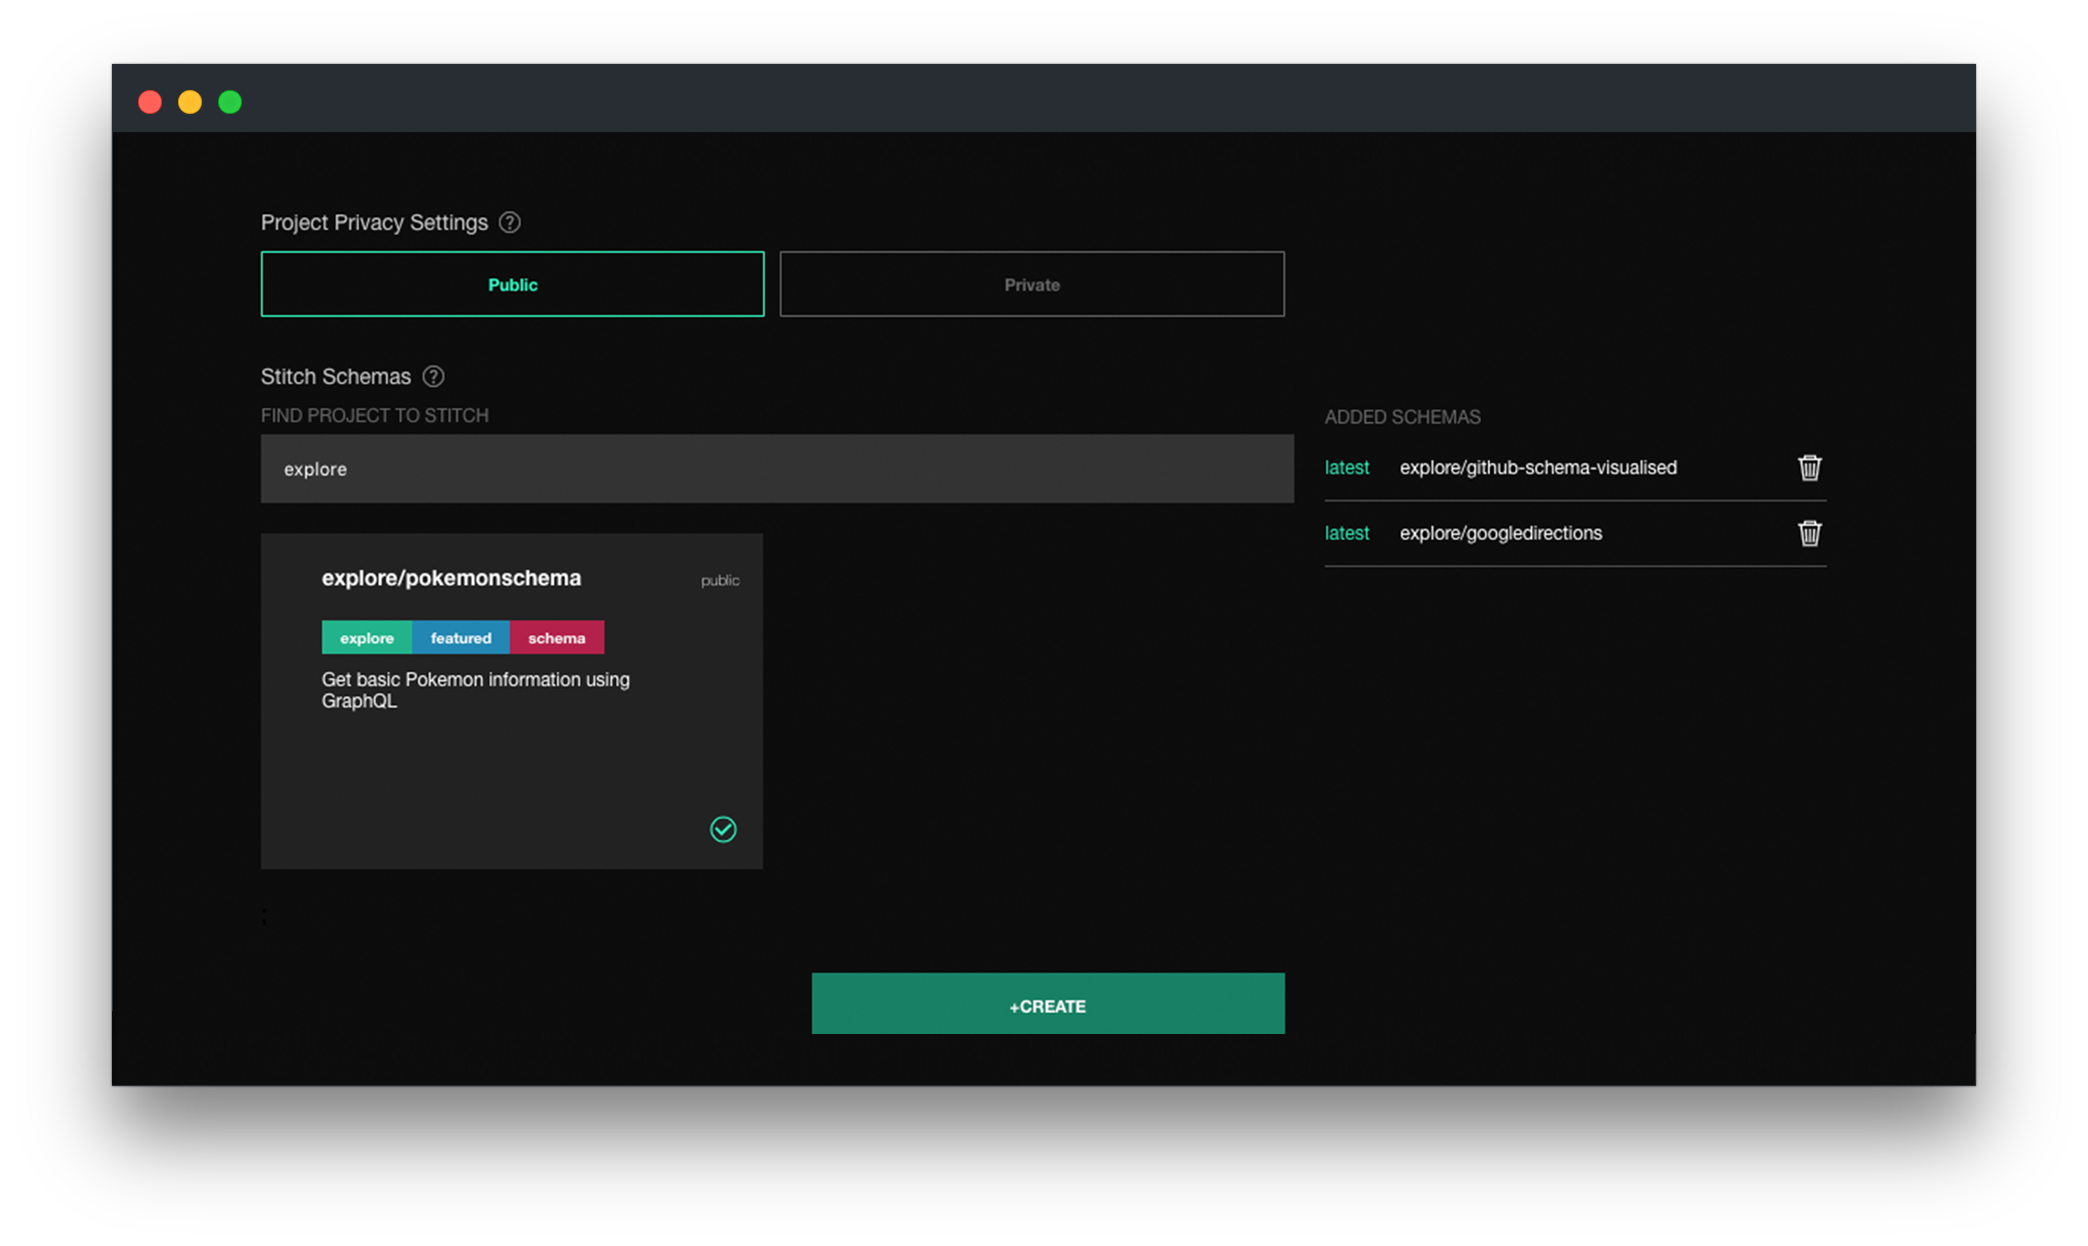 Project Privacy Settings ?
Public
Private
Stitch Schemas ?
FIND PROJECT TO STITCH
explore
explore/pokemonschema
public
explore featured schema
Get basic Pokemon information using
GraphQL
ADDED SCHEMAS
latest explore/github-schema-visualised
latest explore/googledirections
;
+CREATE